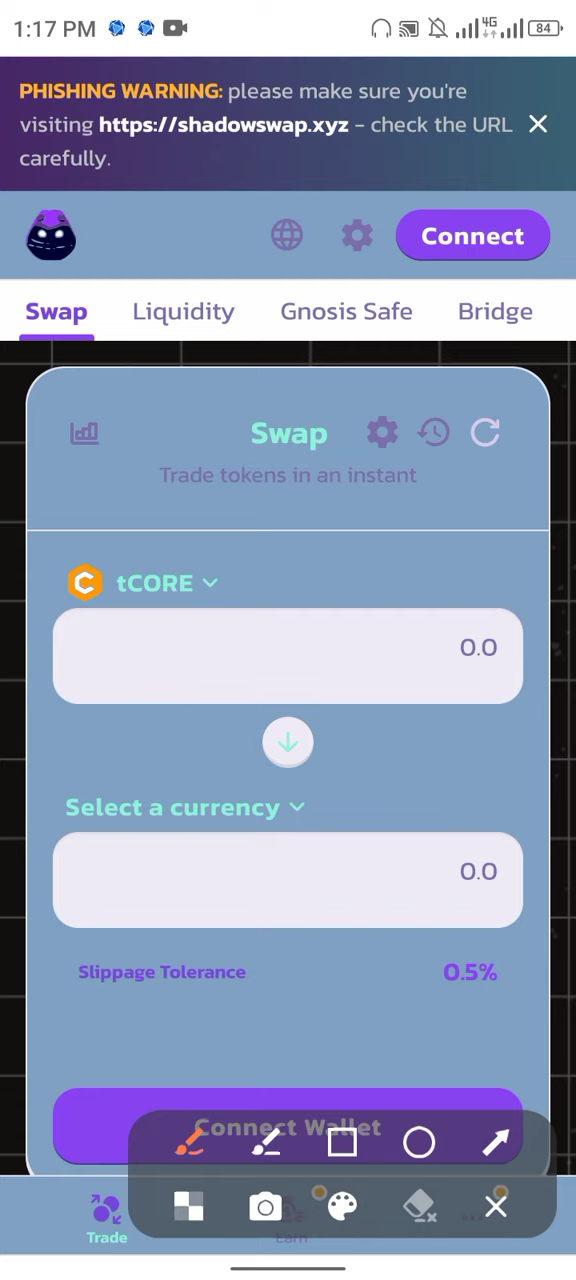 1:17 PM
4G
84
PHISHING WARNING: please make sure you're
visiting https://shadowswap.xyz - check the URL
carefully.
Connect
Swap
Liquidity
Gnosis Safe
Bridge
Swap
Trade tokens in an instant
tCORE
0.0
Select a currency
0.0
Slippage Tolerance
0.5%
Connect Wallet
Trade
Earn